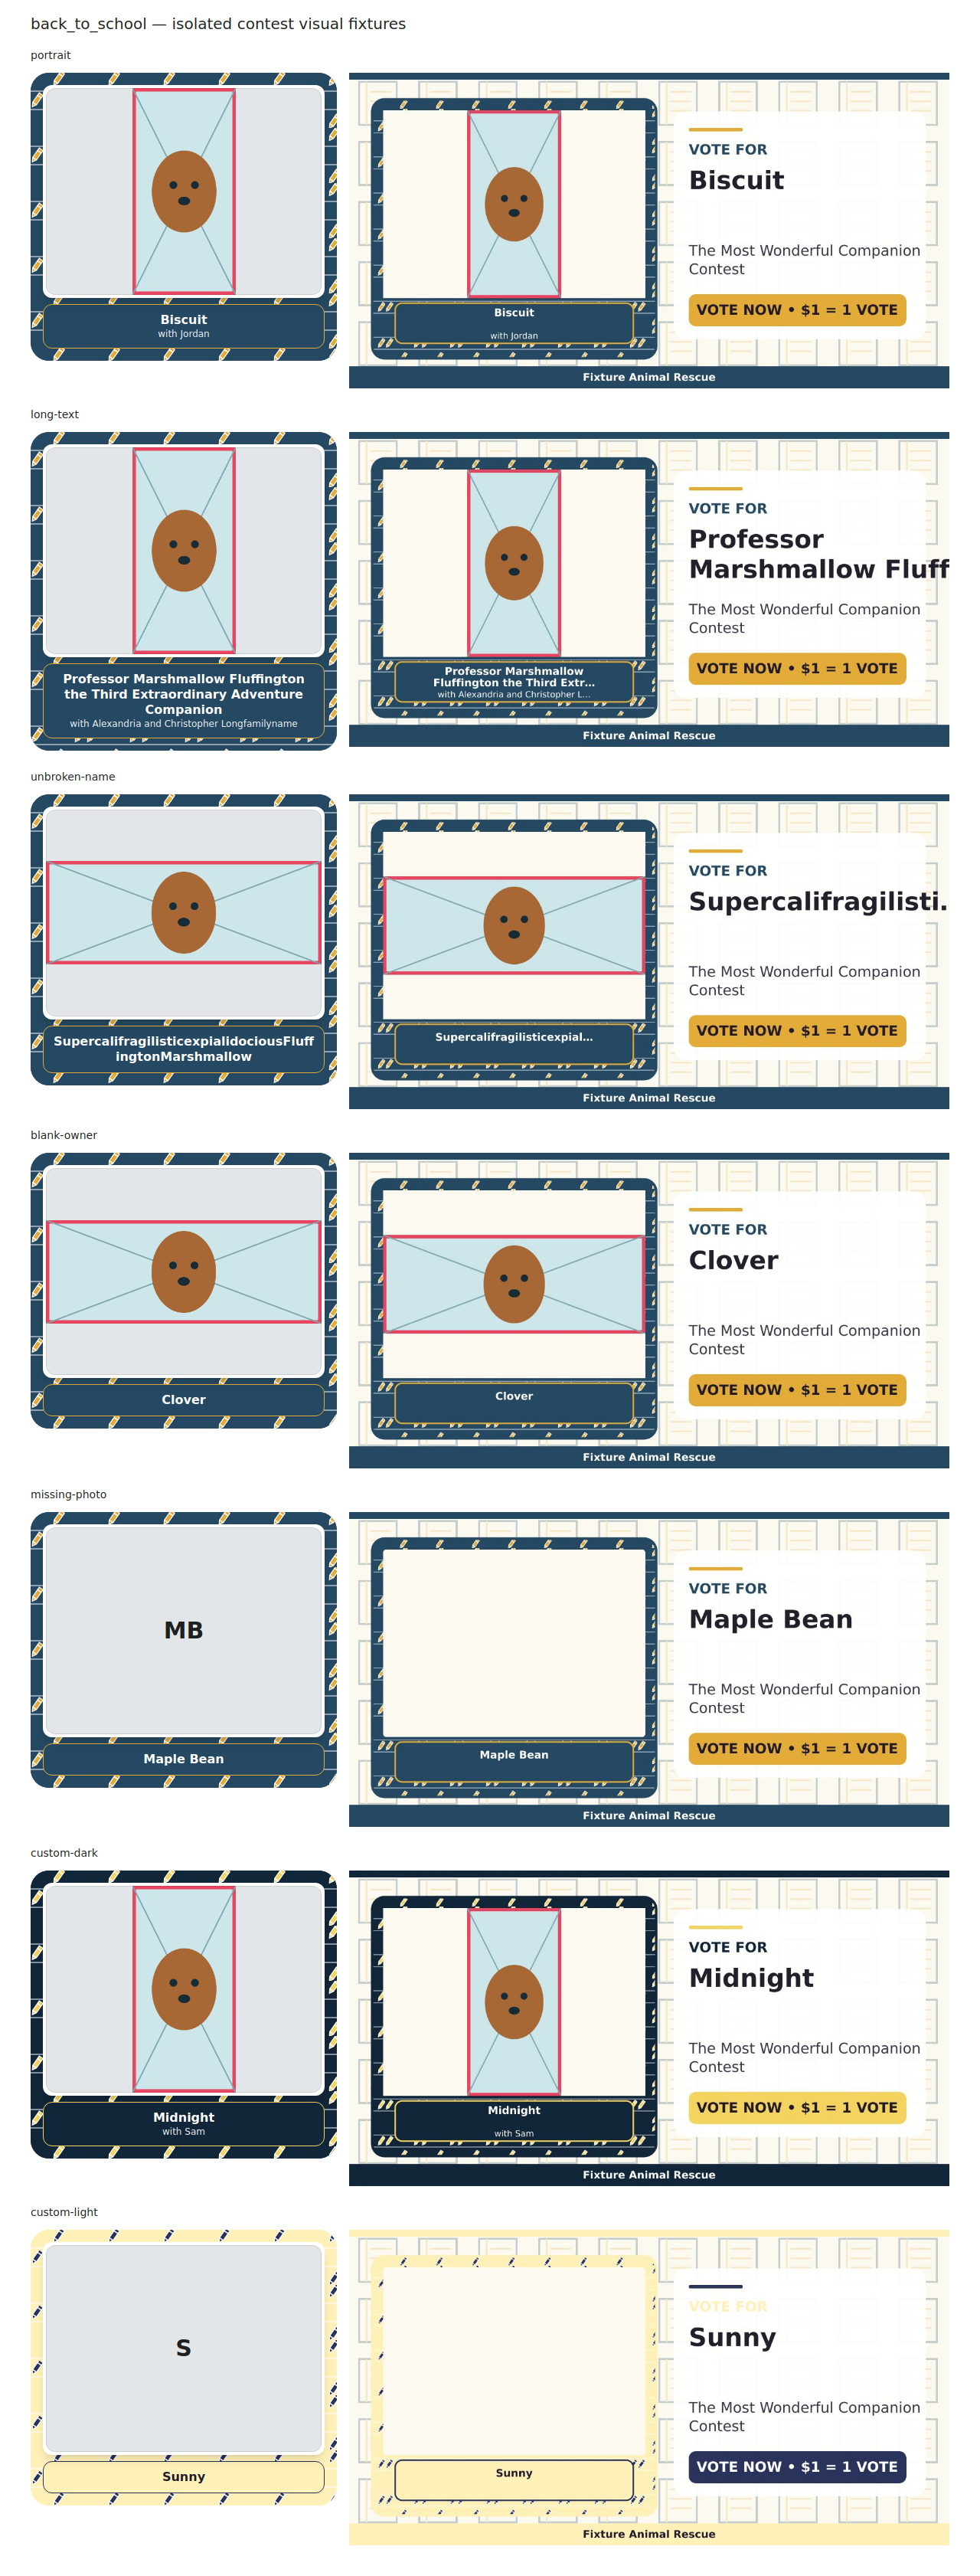 back_to_school — isolated contest visual fixtures
portrait
Biscuit
with Jordan
Biscuit
with Jordan
VOTE FOR
Biscuit
The Most Wonderful Companion
Contest
VOTE NOW • $1 = 1 VOTE
Fixture Animal Rescue
long-text
Professor Marshmallow Fluffington
the Third Extraordinary Adventure
Companion
with Alexandria and Christopher Longfamilyname
Professor Marshmallow
Fluffington the Third Extr...
with Alexandria and Christopher L...
VOTE FOR
Professor
Marshmallow Fluff
The Most Wonderful Companion
Contest
VOTE NOW • $1 = 1 VOTE
Fixture Animal Rescue
unbroken-name
SupercalifragilisticexpialidociousFluff
ingtonMarshmallow
Supercalifragilisticexpial...
VOTE FOR
Supercalifragilisti.
The Most Wonderful Companion
Contest
VOTE NOW • $1 = 1 VOTE
Fixture Animal Rescue
blank-owner
Clover
Clover
VOTE FOR
Clover
The Most Wonderful Companion
Contest
VOTE NOW • $1 = 1 VOTE
Fixture Animal Rescue
missing-photo
MB
Maple Bean
Maple Bean
VOTE FOR
Maple Bean
The Most Wonderful Companion
Contest
VOTE NOW • $1 = 1 VOTE
Fixture Animal Rescue
custom-dark
Midnight
with Sam
Midnight
with Sam
VOTE FOR
Midnight
The Most Wonderful Companion
Contest
VOTE NOW • $1 = 1 VOTE
Fixture Animal Rescue
custom-light
S
Sunny
Sunny
VOTE FOR
Sunny
The Most Wonderful Companion
Contest
VOTE NOW • $1 = 1 VOTE
Fixture Animal Rescue